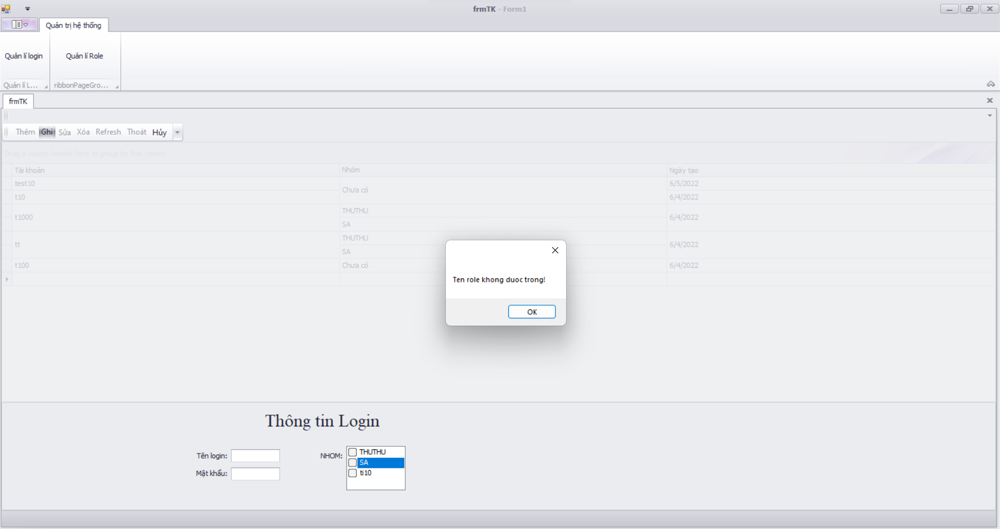 frmTK - Form1
Quản trị hệ thống
Quản lí login
Quản lí Role
Quản lí L...
ribbonPageGro...
frmTK
Thêm Ghi Sửa Xóa Refresh Thoát Hủy
Drag a column header here to group by that column
Tài khoản Nhóm Ngày tạo
test10 Chưa có 6/5/2022
t10 6/4/2022
t1000 THUTHU 6/4/2022
SA
tt THUTHU 6/4/2022
SA
t100 Chưa có 6/4/2022
Ten role khong duoc trong!
OK
Thông tin Login
Tên login:
Mật khẩu:
NHOM:
THUTHU
SA
ti10